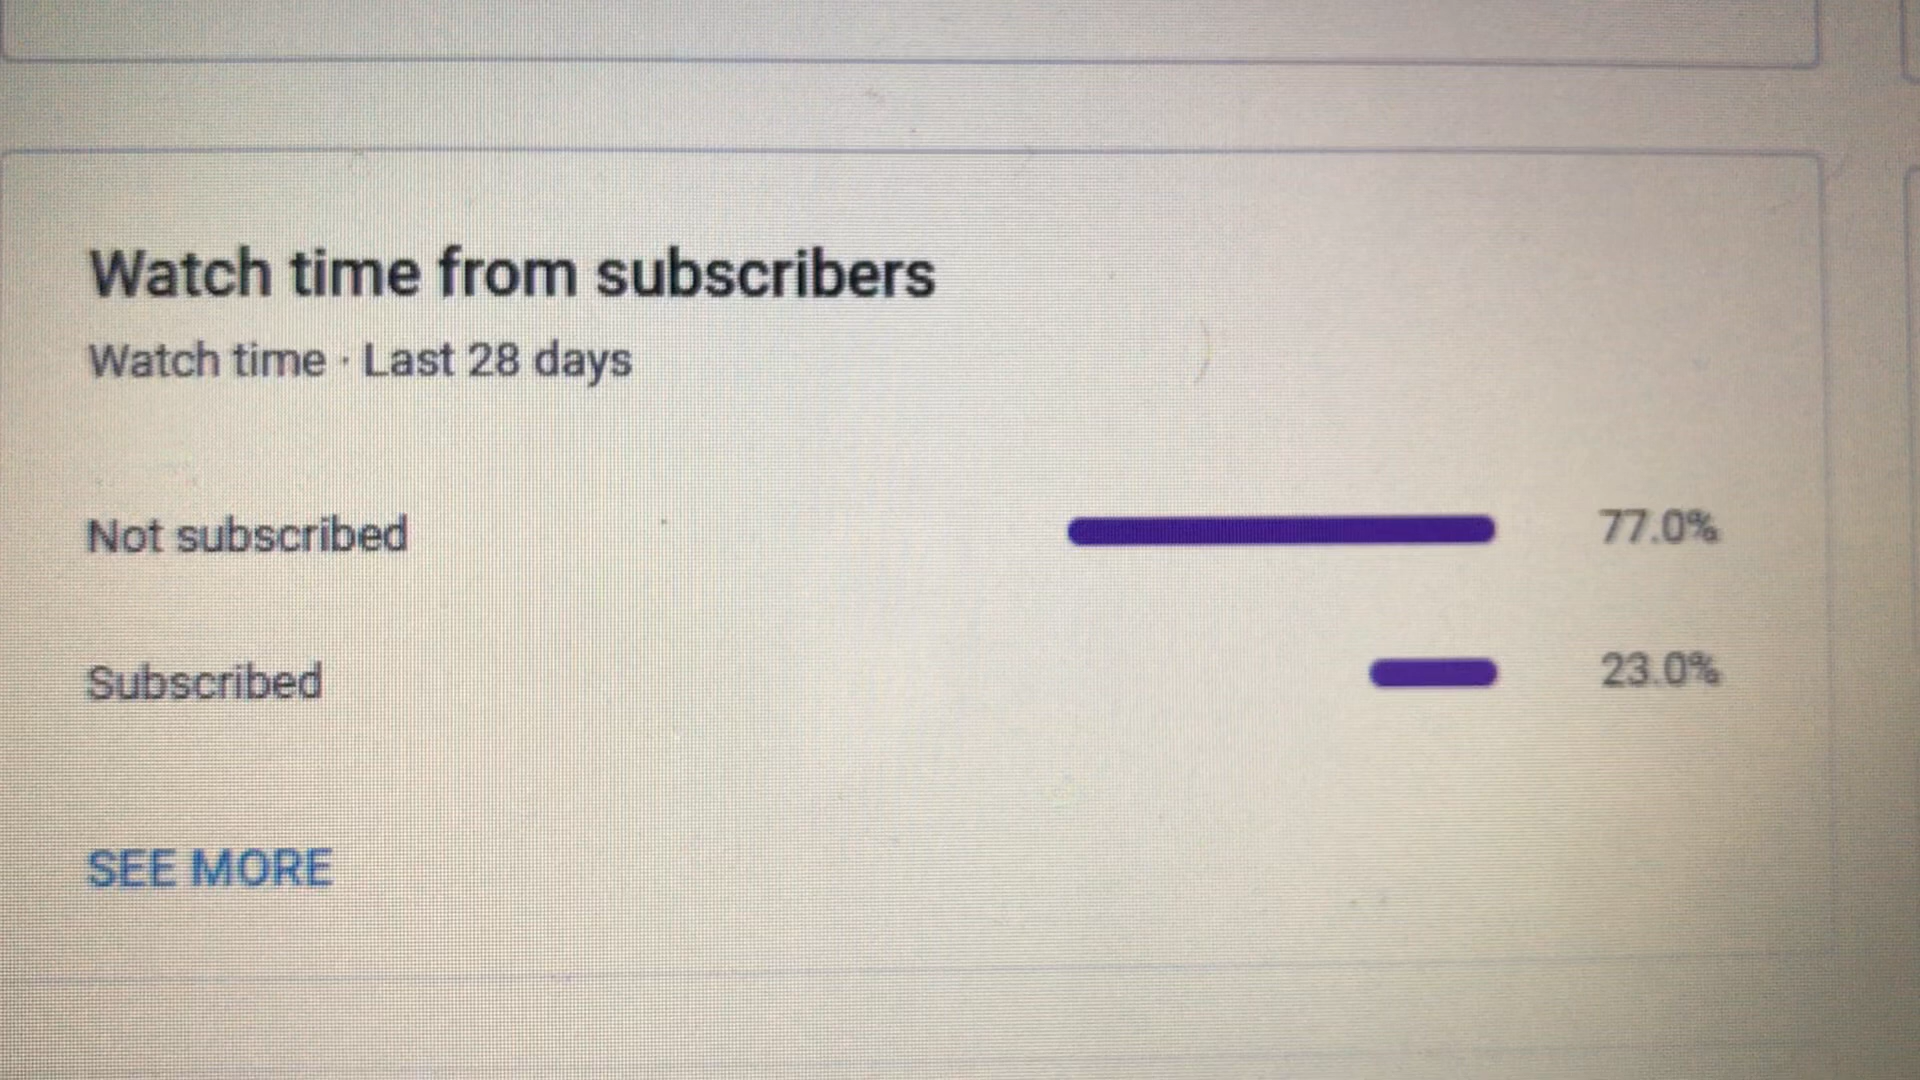 Watch time from subscribers
Watch time · Last 28 days
Not subscribed 77.0%
Subscribed 23.0%
SEE MORE